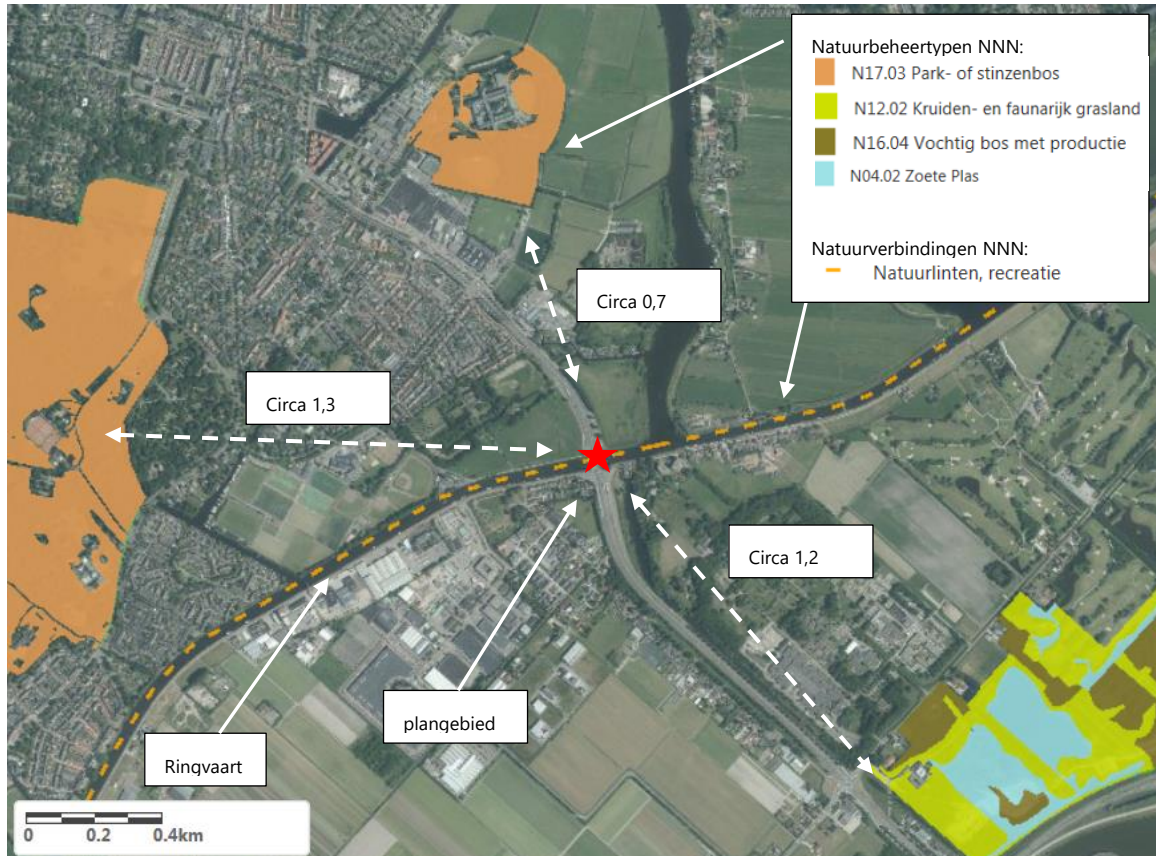 Natuurbeheertypen NNN:
N17.03 Park- of stinzenbos
N12.02 Kruiden- en faunarijk grasland
N16.04 Vochtig bos met productie
N04.02 Zoete Plas
Natuurverbindingen NNN:
Natuurlinten, recreatie
Circa 0,7
Circa 1,3
Circa 1,2
plangebied
Ringvaart
0 0.2 0.4km